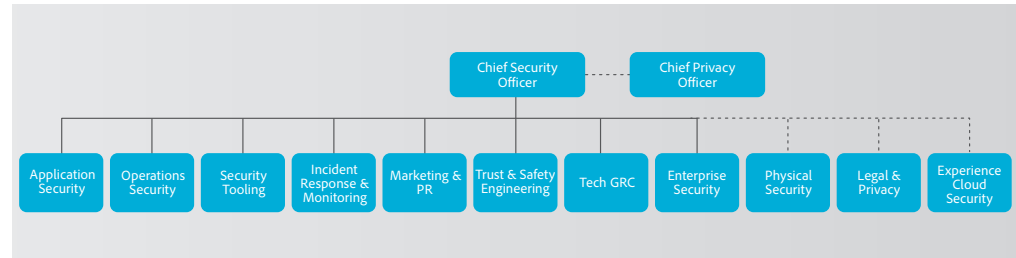 Chief Security
Officer
Chief Privacy
Officer
Application
Security
Operations
Security
Security
Tooling
Incident
Response &
Monitoring
Marketing &
PR
Trust & Safety
Engineering
Tech GRC
Enterprise
Security
Physical
Security
Legal &
Privacy
Experience
Cloud
Security